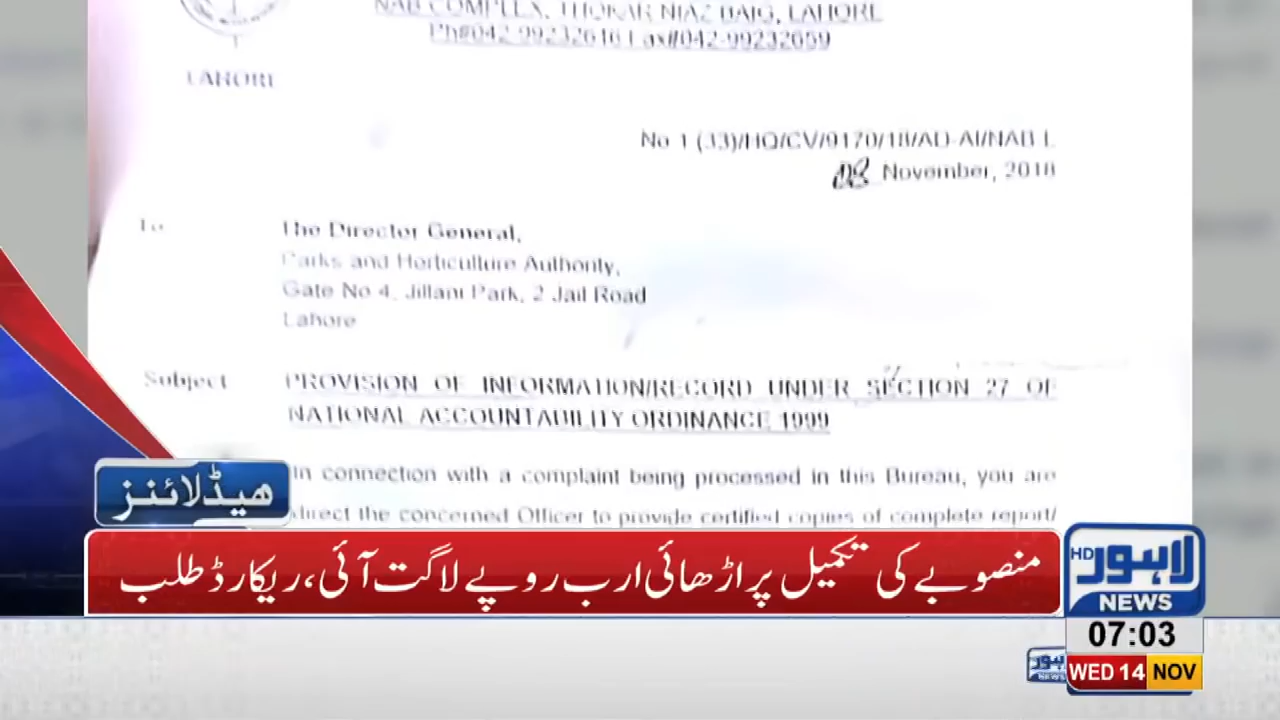 NAB COMPLEX, THOKAR NIAZ BAIG, LAHORE
Ph#042-99232616 Fax#042-99232659
LAHORE
No 1 (33)/HQ/CV/9170/18/AD-AI/NAB L
08 November, 2018
To
The Director General,
Parks and Horticulture Authority,
Gate No 4, Jillani Park, 2 Jail Road
Lahore
Subject
PROVISION OF INFORMATION/RECORD UNDER SECTION 27 OF
NATIONAL ACCOUNTABILITY ORDINANCE 1999
In connection with a complaint being processed in this Bureau, you are
direct the concerned Officer to provide certified copies of complete report/
ھیڈلائنز
منصوبے کی تکمیل پر اڑھائی ارب روپے لاگت آئی، ریکارڈ طلب
لاہور HD
NEWS
07:03
WED 14 NOV
لاہور
NEWS